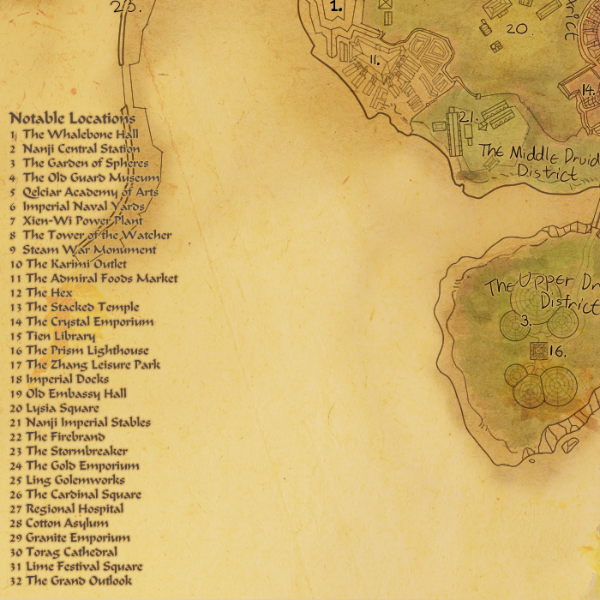 23.
1.
20.
11.
14.
21.
The Middle Druid
District
The Upper Dr
District
3.
16.
Notable Locations
1 The Whalebone Hall
2 Nanji Central Station
3 The Garden of Spheres
4 The Old Guard Museum
5 Qelciar Academy of Arts
6 Imperial Naval Yards
7 Xien-Wi Power Plant
8 The Tower of the Watcher
9 Steam War Monument
10 The Karimi Outlet
11 The Admiral Foods Market
12 The Hex
13 The Stacked Temple
14 The Crystal Emporium
15 Tien Library
16 The Prism Lighthouse
17 The Zhang Leisure Park
18 Imperial Docks
19 Old Embassy Hall
20 Lysia Square
21 Nanji Imperial Stables
22 The Firebrand
23 The Stormbreaker
24 The Gold Emporium
25 Ling Golemworks
26 The Cardinal Square
27 Regional Hospital
28 Cotton Asylum
29 Granite Emporium
30 Torag Cathedral
31 Lime Festival Square
32 The Grand Outlook